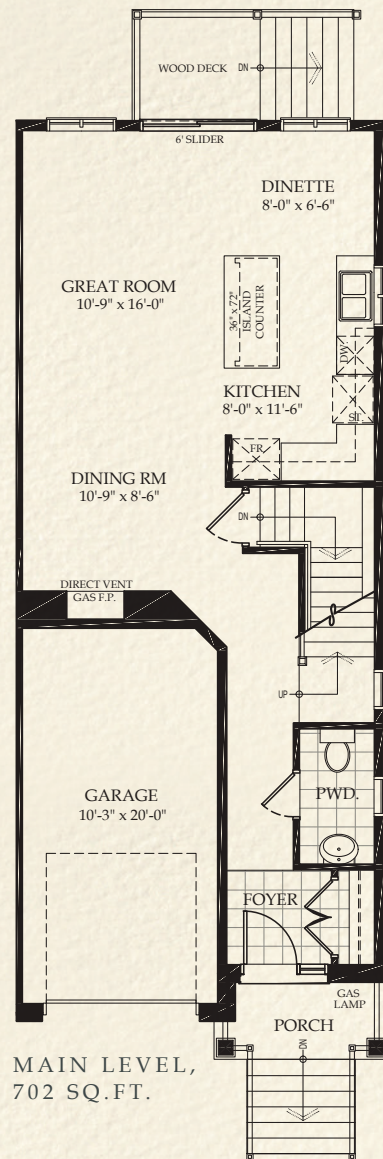 WOOD DECK
DN
6' SLIDER
DINETTE
8'-0" x 6'-6"
GREAT ROOM
10'-9" x 16'-0"
36" x 72"
ISLAND
COUNTER
DW.
KITCHEN
8'-0" x 11'-6"
ST.
FR.
DINING RM
10'-9" x 8'-6"
DN
DIRECT VENT
GAS F.P.
UP
GARAGE
10'-3" x 20'-0"
PWD.
FOYER
GAS
LAMP
PORCH
DN
MAIN LEVEL,
702 SQ.FT.